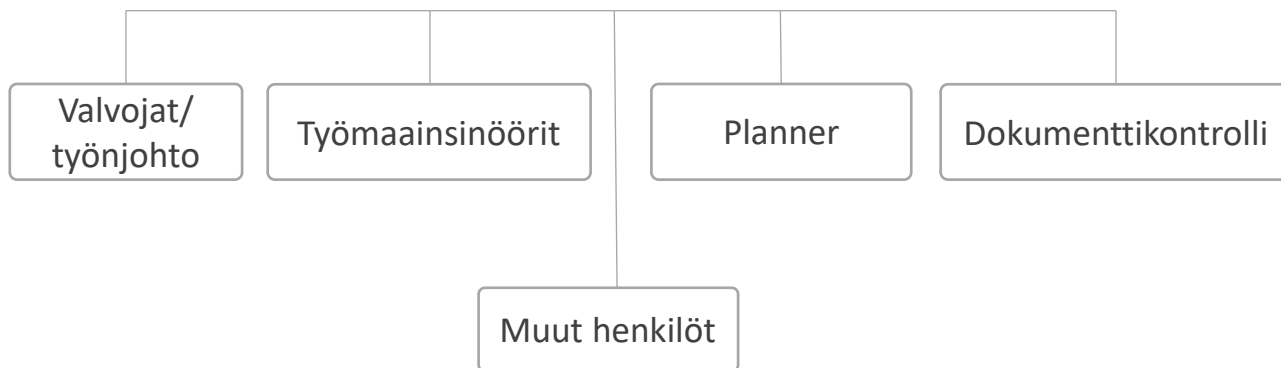 Valvojat/
työnjohto
Työmaainsinöörit
Planner
Dokumenttikontrolli
Muut henkilöt